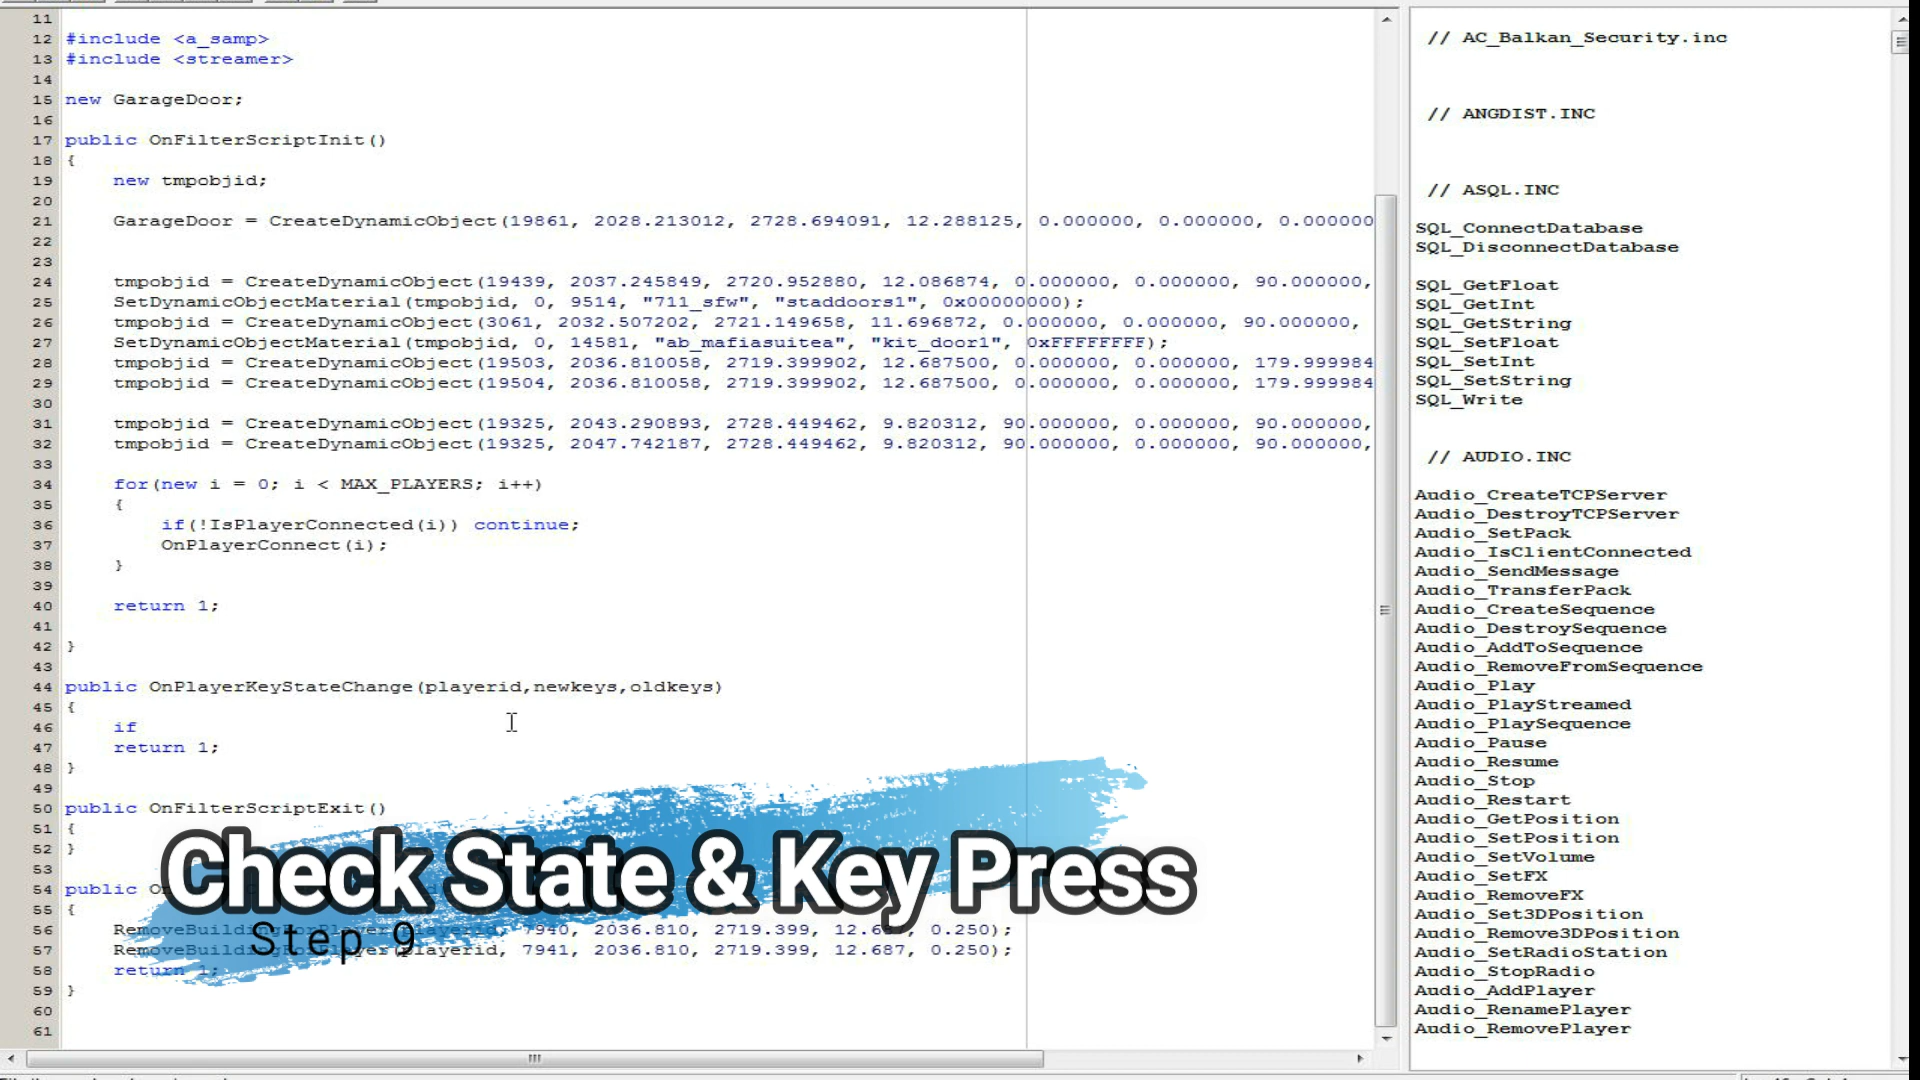 11
12 #include <a_samp>
13 #include <streamer>
14
15 new GarageDoor;
16
17 public OnFilterScriptInit()
18 {
19 new tmpobjid;
20
21 GarageDoor = CreateDynamicObject(19861, 2028.213012, 2728.694091, 12.288125, 0.000000, 0.000000, 0.000000
22
23
24 tmpobjid = CreateDynamicObject(19439, 2037.245849, 2720.952880, 12.086874, 0.000000, 0.000000, 90.000000,
25 SetDynamicObjectMaterial(tmpobjid, 0, 9514, "711_sfw", "staddoors1", 0x00000000);
26 tmpobjid = CreateDynamicObject(3061, 2032.507202, 2721.149658, 11.696872, 0.000000, 0.000000, 90.000000,
27 SetDynamicObjectMaterial(tmpobjid, 0, 14581, "ab_mafiasuitea", "kit_door1", 0xFFFFFFFF);
28 tmpobjid = CreateDynamicObject(19503, 2036.810058, 2719.399902, 12.687500, 0.000000, 0.000000, 179.999984
29 tmpobjid = CreateDynamicObject(19504, 2036.810058, 2719.399902, 12.687500, 0.000000, 0.000000, 179.999984
30
31 tmpobjid = CreateDynamicObject(19325, 2043.290893, 2728.449462, 9.820312, 90.000000, 0.000000, 90.000000,
32 tmpobjid = CreateDynamicObject(19325, 2047.742187, 2728.449462, 9.820312, 90.000000, 0.000000, 90.000000,
33
34 for(new i = 0; i < MAX_PLAYERS; i++)
35 {
36 if(!IsPlayerConnected(i)) continue;
37 OnPlayerConnect(i);
38 }
39
40 return 1;
41
42 }
43
44 public OnPlayerKeyStateChange(playerid,newkeys,oldkeys)
45 {
46 if
47 return 1;
48 }
49
50 public OnFilterScriptExit()
51 {
52 }
53
54 public
55 {
56 7940, 2036.810, 2719.399, 12.687, 0.250);
57 playerid, 7941, 2036.810, 2719.399, 12.687, 0.250);
58 return 1;
59 }
60
61
Check State & Key Press
Step 9
// AC_Balkan_Security.inc
// ANGDIST.INC
// ASQL.INC
SQL_ConnectDatabase
SQL_DisconnectDatabase
SQL_GetFloat
SQL_GetInt
SQL_GetString
SQL_SetFloat
SQL_SetInt
SQL_SetString
SQL_Write
// AUDIO.INC
Audio_CreateTCPServer
Audio_DestroyTCPServer
Audio_SetPack
Audio_IsClientConnected
Audio_SendMessage
Audio_TransferPack
Audio_CreateSequence
Audio_DestroySequence
Audio_AddToSequence
Audio_RemoveFromSequence
Audio_Play
Audio_PlayStreamed
Audio_PlaySequence
Audio_Pause
Audio_Resume
Audio_Stop
Audio_Restart
Audio_GetPosition
Audio_SetPosition
Audio_SetVolume
Audio_SetFX
Audio_RemoveFX
Audio_Set3DPosition
Audio_Remove3DPosition
Audio_SetRadioStation
Audio_StopRadio
Audio_AddPlayer
Audio_RenamePlayer
Audio_RemovePlayer